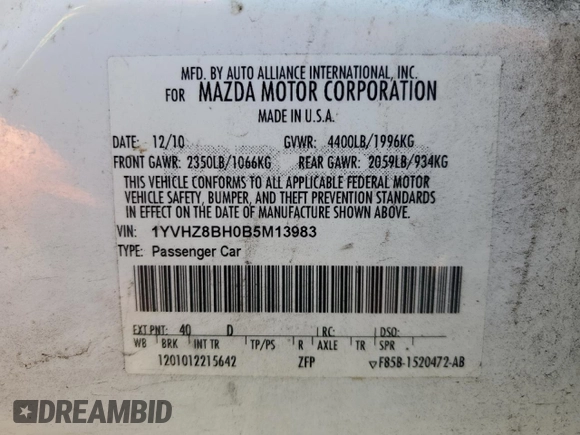 MFD. BY AUTO ALLIANCE INTERNATIONAL, INC.
FOR MAZDA MOTOR CORPORATION
MADE IN U.S.A.
DATE: 12/10 GVWR: 4400LB/1996KG
FRONT GAWR: 2350LB/1066KG REAR GAWR: 2059LB/934KG
THIS VEHICLE CONFORMS TO ALL APPLICABLE FEDERAL MOTOR
VEHICLE SAFETY, BUMPER, AND THEFT PREVENTION STANDARDS
IN EFFECT ON THE DATE OF MANUFACTURE SHOWN ABOVE.
VIN: 1YVHZ8BH0B5M13983
TYPE: Passenger Car
EXT PNT: 40 D RC: DSO:
WB BRK INT TR TP/PS R AXLE TR SPR
1201012215642 ZFP F85B-1520472-AB
DREAMBID